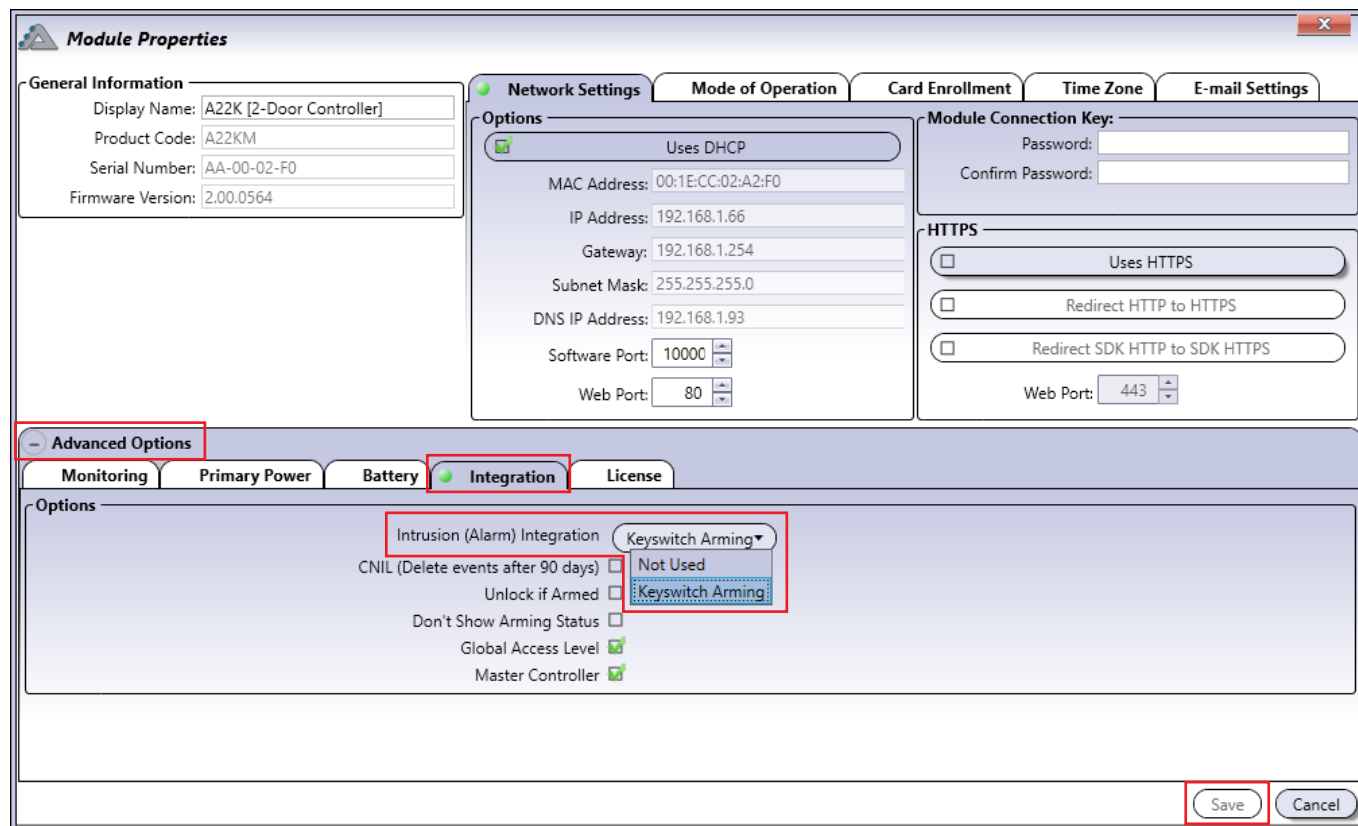 Module Properties
X
General Information
Display Name: A22K [2-Door Controller]
Product Code: A22KM
Serial Number: AA-00-02-F0
Firmware Version: 2.00.0564
Network Settings Mode of Operation Card Enrollment Time Zone E-mail Settings
Options
Uses DHCP
MAC Address: 00:1E:CC:02:A2:F0
IP Address: 192.168.1.66
Gateway: 192.168.1.254
Subnet Mask: 255.255.255.0
DNS IP Address: 192.168.1.93
Software Port: 10000
Web Port: 80
Module Connection Key:
Password:
Confirm Password:
HTTPS
Uses HTTPS
Redirect HTTP to HTTPS
Redirect SDK HTTP to SDK HTTPS
Web Port: 443
Advanced Options
Monitoring Primary Power Battery Integration License
Options
Intrusion (Alarm) Integration Keyswitch Arming
Not Used
Keyswitch Arming
CNIL (Delete events after 90 days)
Unlock if Armed
Don't Show Arming Status
Global Access Level
Master Controller
Save Cancel